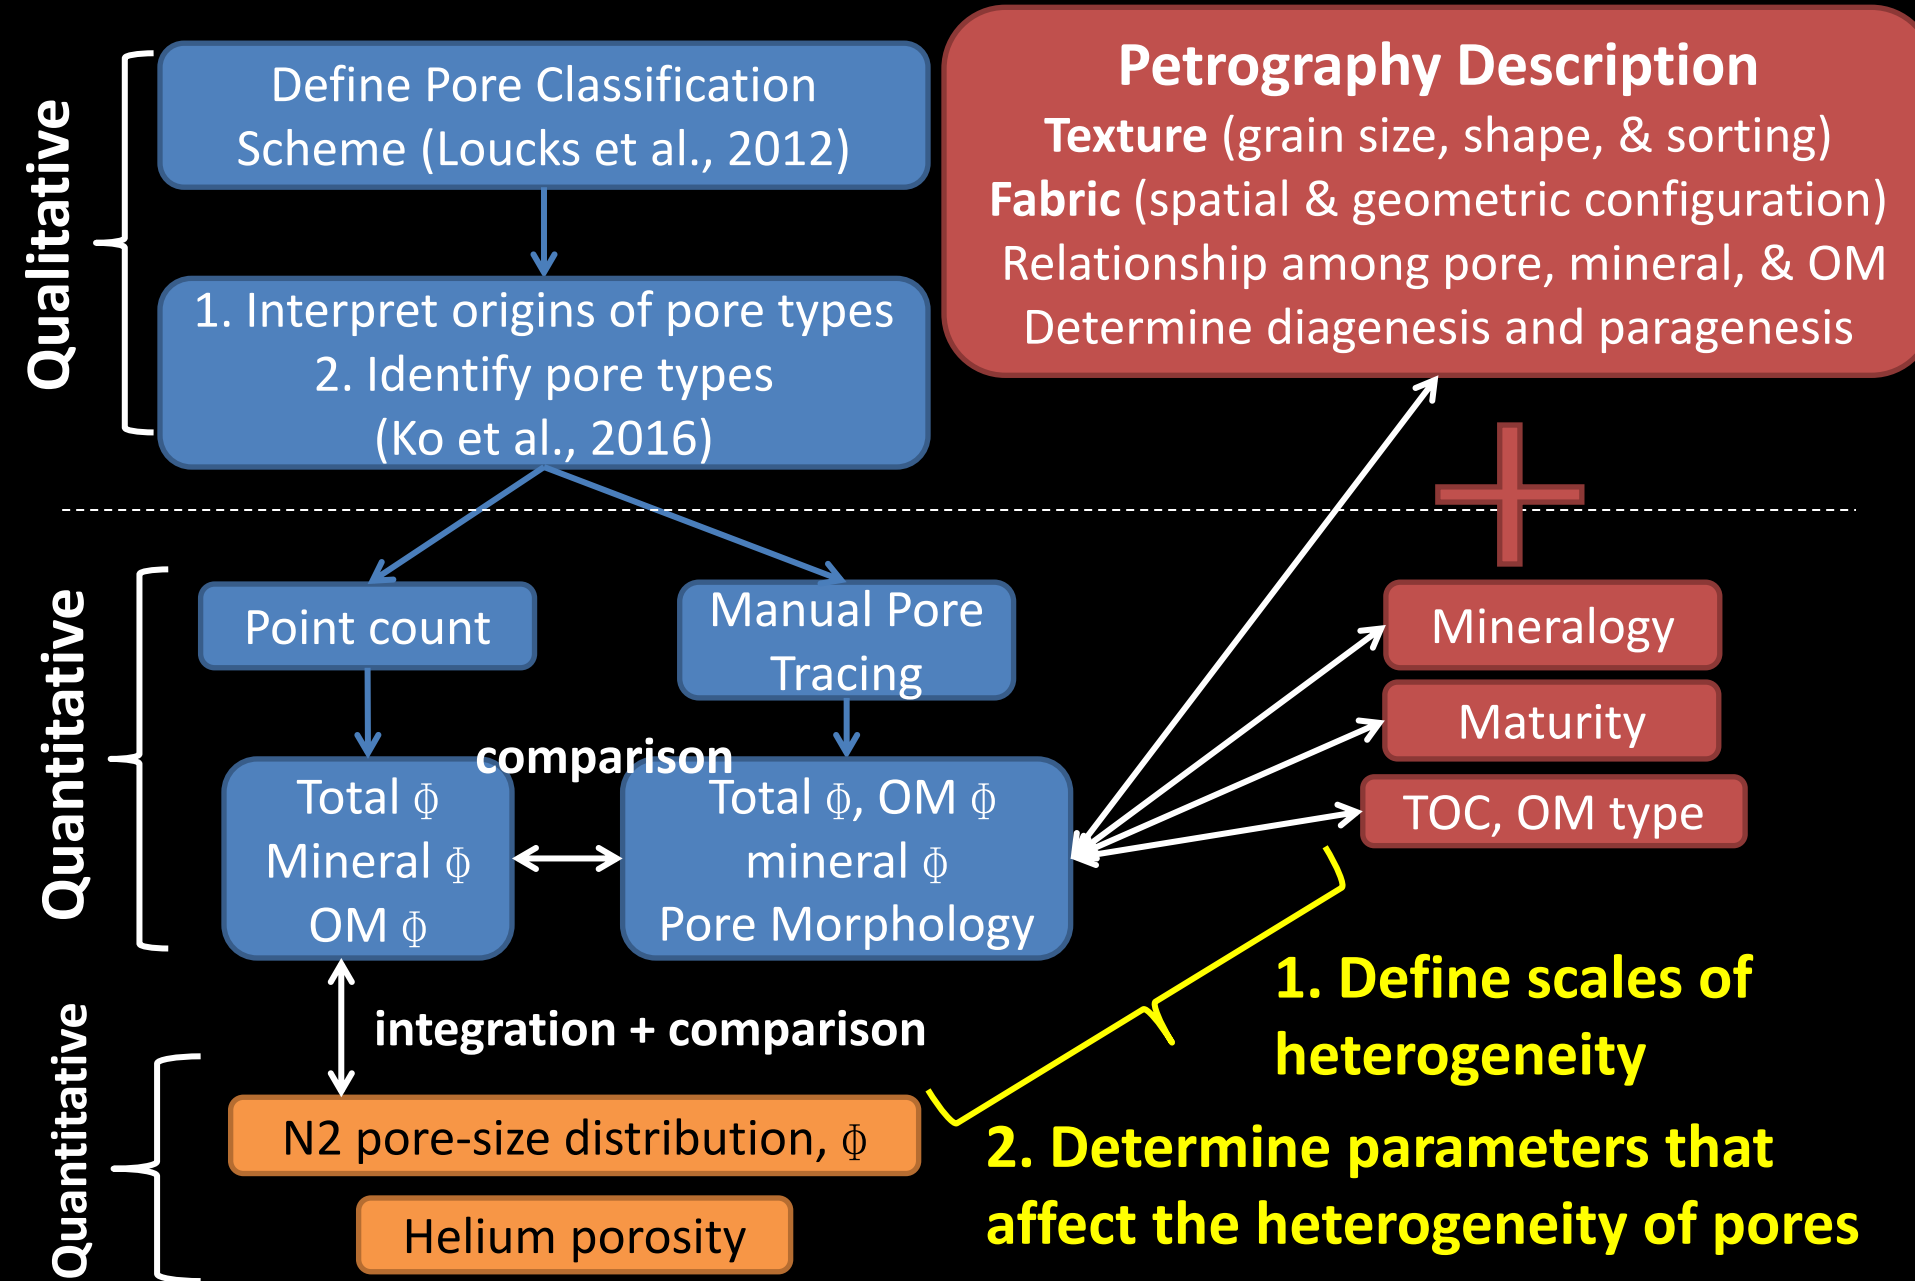 Qualitative
Define Pore Classification
Scheme (Loucks et al., 2012)
1. Interpret origins of pore types
2. Identify pore types
(Ko et al., 2016)
Petrography Description
Texture (grain size, shape, & sorting)
Fabric (spatial & geometric configuration)
Relationship among pore, mineral, & OM
Determine diagenesis and paragenesis
Quantitative
Point count
Manual Pore
Tracing
comparison
Total Φ
Mineral Φ
OM Φ
Total Φ, OM Φ
mineral Φ
Pore Morphology
Mineralogy
Maturity
TOC, OM type
integration + comparison
Quantitative
N2 pore-size distribution, Φ
Helium porosity
1. Define scales of
heterogeneity
2. Determine parameters that
affect the heterogeneity of pores